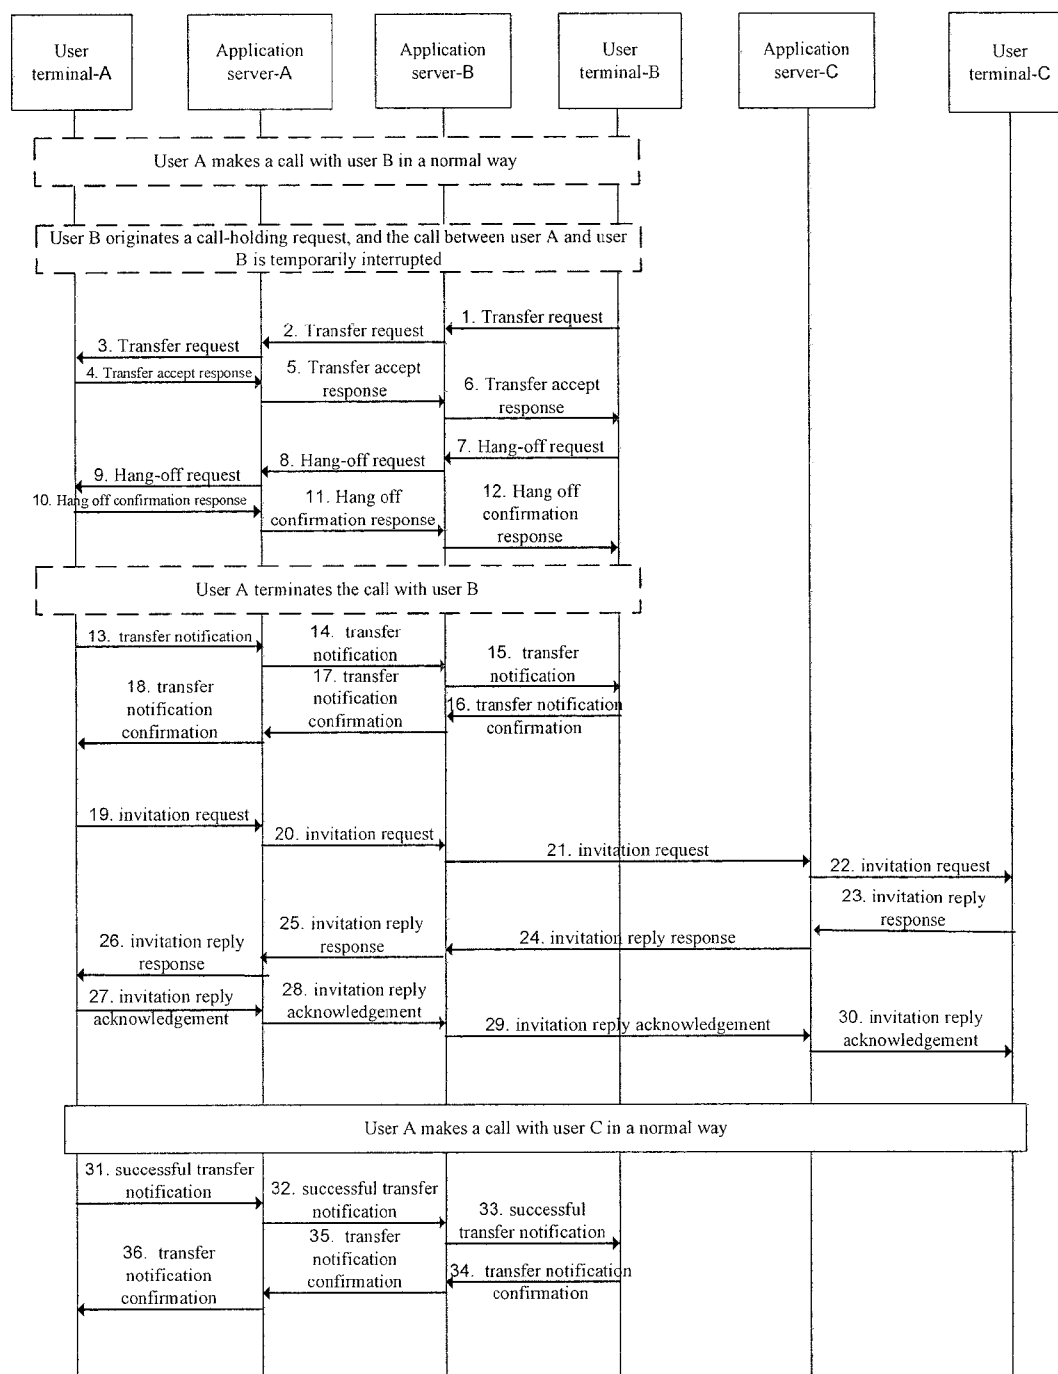 User
terminal-A
Application
server-A
Application
server-B
User
terminal-B
Application
server-C
User
terminal-C
User A makes a call with user B in a normal way
User B originates a call-holding request, and the call between user A and user
B is temporarily interrupted
1. Transfer request
2. Transfer request
3. Transfer request
4. Transfer accept response
5. Transfer accept
response
6. Transfer accept
response
7. Hang-off request
8. Hang-off request
9. Hang-off request
10. Hang off confirmation response
11. Hang off
confirmation response
12. Hang off
confirmation
response
User A terminates the call with user B
13. transfer notification
14. transfer
notification
15. transfer
notification
16. transfer notification
confirmation
17. transfer
notification
confirmation
18. transfer
notification
confirmation
19. invitation request
20. invitation request
21. invitation request
22. invitation request
23. invitation reply
response
24. invitation reply response
25. invitation reply
response
26. invitation reply
response
27. invitation reply
acknowledgement
28. invitation reply
acknowledgement
29. invitation reply acknowledgement
30. invitation reply
acknowledgement
User A makes a call with user C in a normal way
31. successful transfer
notification
32. successful transfer
notification
33. successful
transfer notification
34. transfer notification
confirmation
35. transfer
notification
confirmation
36. transfer
notification
confirmation